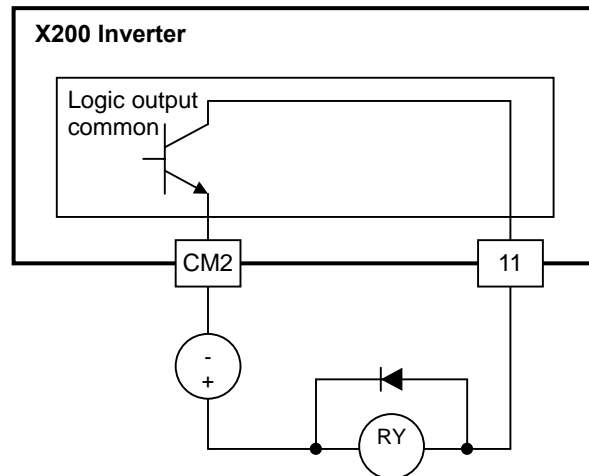 X200 Inverter
Logic output
common
CM2
11
-
+
RY